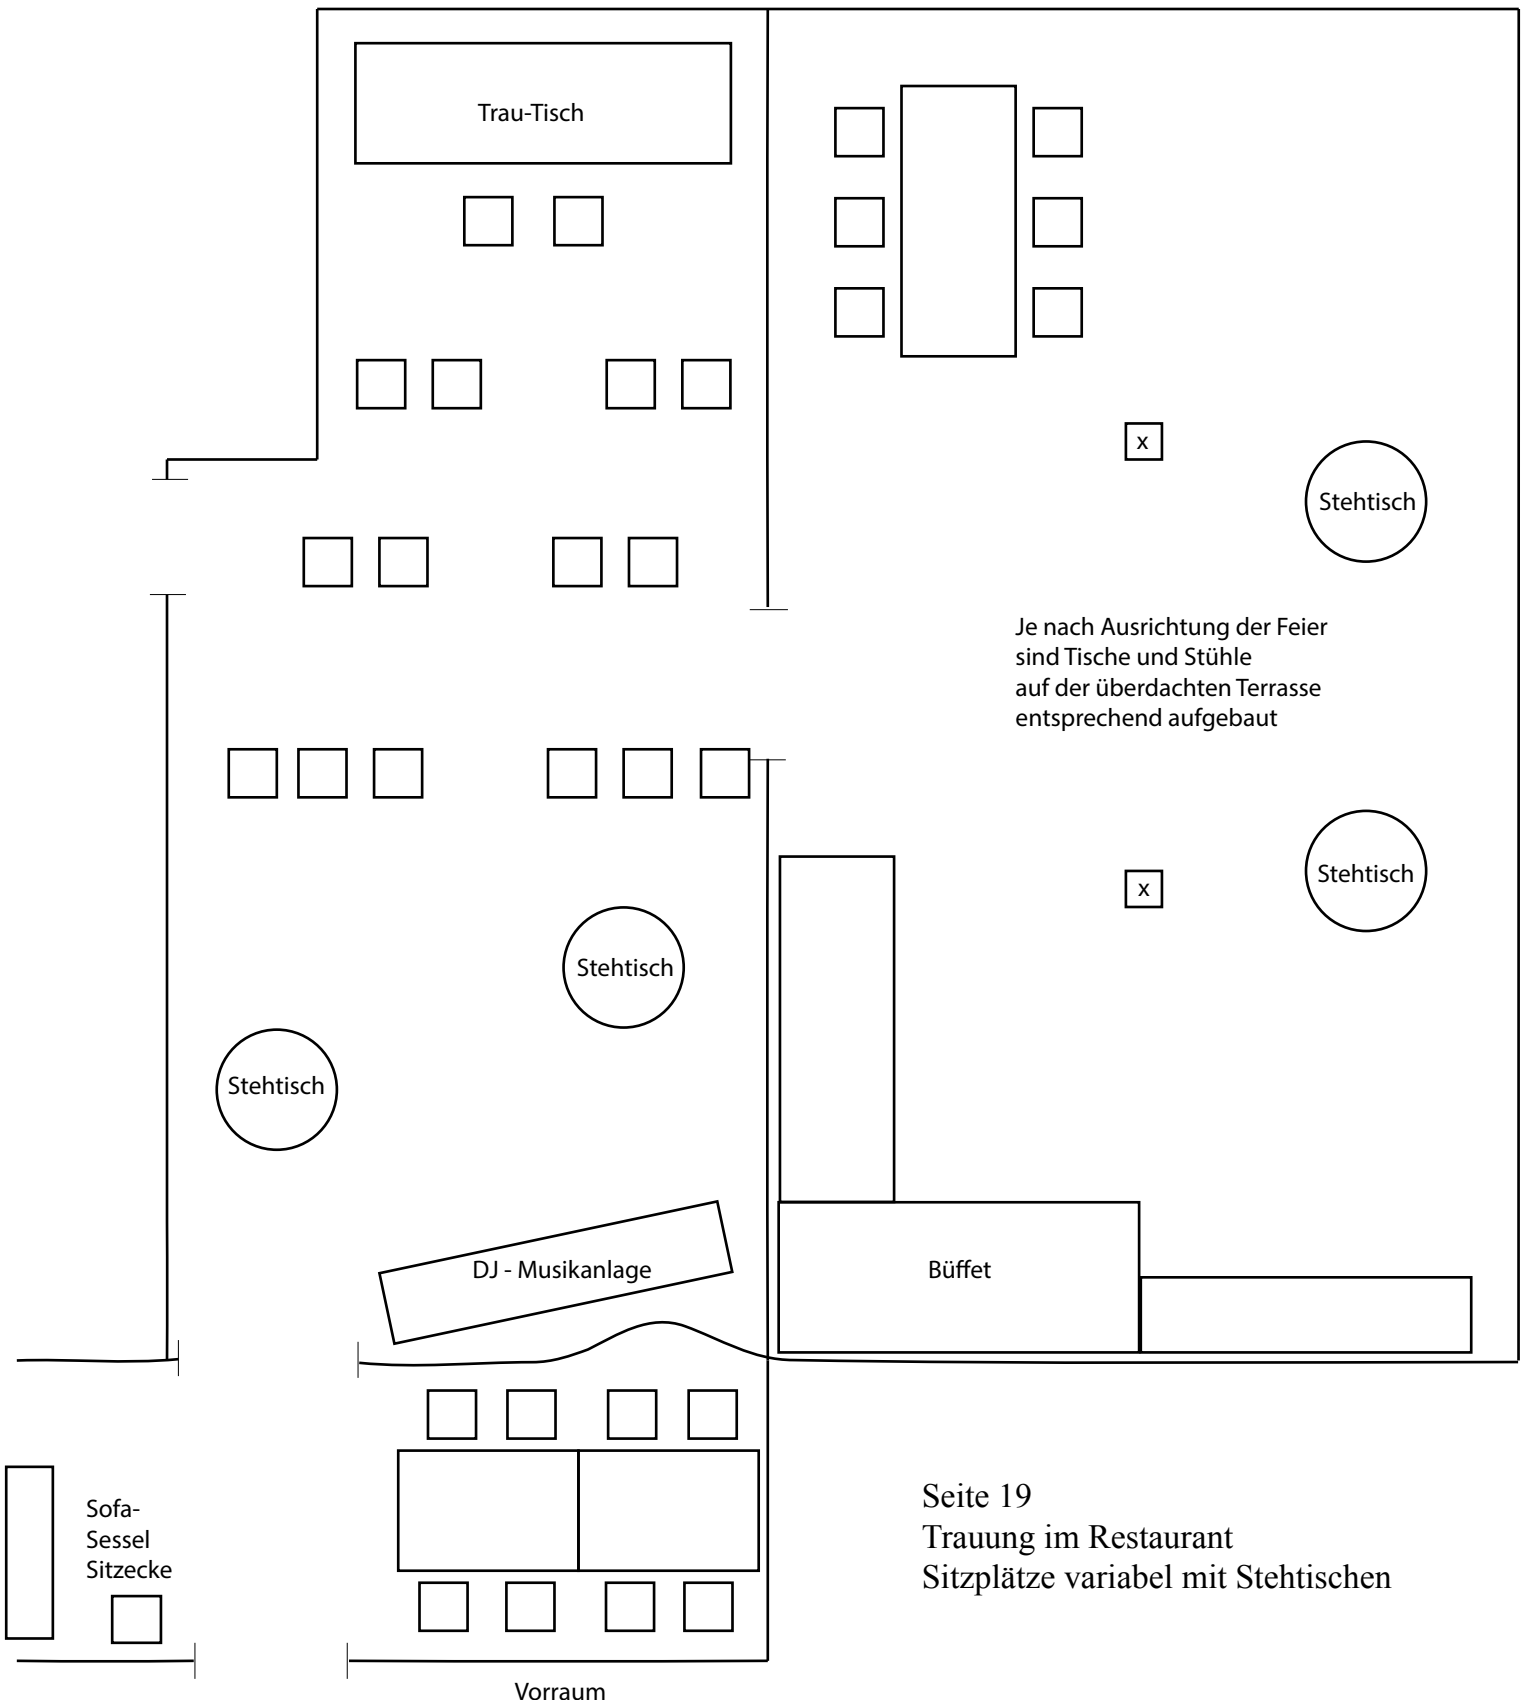 Trau-Tisch
x
Stehtisch
Je nach Ausrichtung der Feier
sind Tische und Stühle
auf der überdachten Terrasse
entsprechend aufgebaut
x
Stehtisch
Stehtisch
Stehtisch
DJ - Musikanlage
Büffet
Sofa-
Sessel
Sitzecke
Seite 19
Trauung im Restaurant
Sitzplätze variabel mit Stehtischen
Vorraum